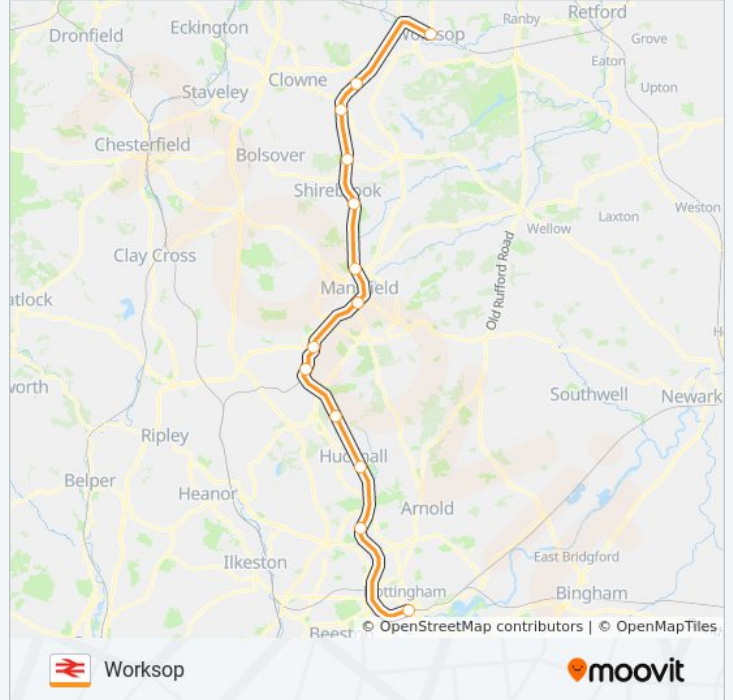 Retford
Ranby
Eckington
Dronfield
Worksop
Grove
Eaton
Clowne
Upton
Staveley
Chesterfield
Bolsover
Shirebrook
Weston
Laxton
Wellow
Clay Cross
Old Rufford Road
Mansfield
atlock
H
worth
Southwell
Newark
Ripley
Hucknall
Belper
Heanor
Arnold
East Bridgford
Ilkeston
ottingham
Bingham
© OpenStreetMap contributors | © OpenMapTiles
Beest
Worksop
moovit